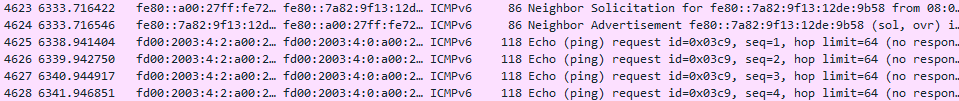 4623 6333.716422 fe80::a00:27ff:fe72… fe80::7a82:9f13:12d… ICMPv6 86 Neighbor Solicitation for fe80::7a82:9f13:12de:9b58 from 08:0…
4624 6333.716546 fe80::7a82:9f13:12d… fe80::a00:27ff:fe72… ICMPv6 86 Neighbor Advertisement fe80::7a82:9f13:12de:9b58 (sol, ovr) i…
4625 6338.941404 fd00:2003:4:2:a00:2… fd00:2003:4:0:a00:2… ICMPv6 118 Echo (ping) request id=0x03c9, seq=1, hop limit=64 (no respon…
4626 6339.942750 fd00:2003:4:2:a00:2… fd00:2003:4:0:a00:2… ICMPv6 118 Echo (ping) request id=0x03c9, seq=2, hop limit=64 (no respon…
4627 6340.944917 fd00:2003:4:2:a00:2… fd00:2003:4:0:a00:2… ICMPv6 118 Echo (ping) request id=0x03c9, seq=3, hop limit=64 (no respon…
4628 6341.946851 fd00:2003:4:2:a00:2… fd00:2003:4:0:a00:2… ICMPv6 118 Echo (ping) request id=0x03c9, seq=4, hop limit=64 (no respon…